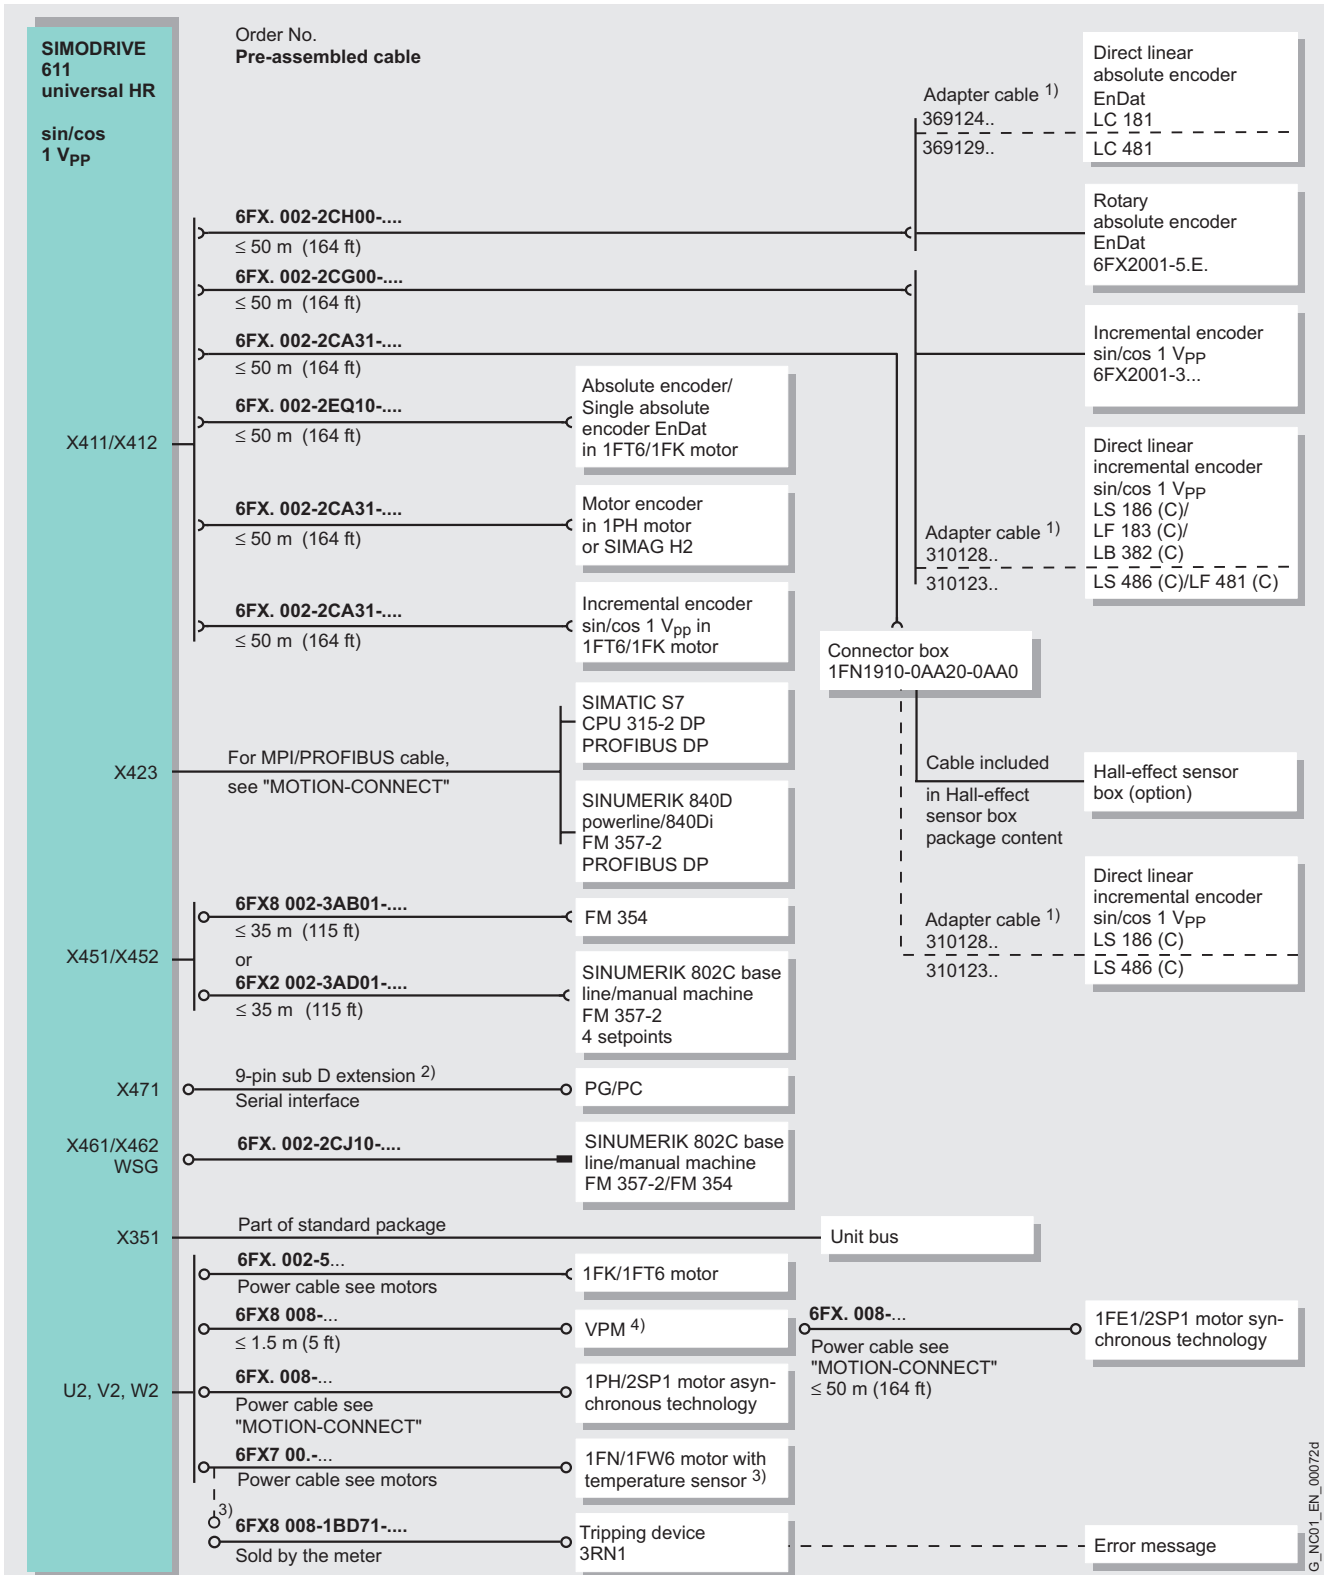 SIMODRIVE
611
universal HR
sin/cos
1 VPP
Order No.
Pre-assembled cable
Adapter cable 1)
369124..
369129..
Direct linear
absolute encoder
EnDat
LC 181
LC 481
6FX. 002-2CH00-....
≤ 50 m (164 ft)
Rotary
absolute encoder
EnDat
6FX2001-5.E.
6FX. 002-2CG00-....
≤ 50 m (164 ft)
Incremental encoder
sin/cos 1 VPP
6FX2001-3...
6FX. 002-2CA31-....
≤ 50 m (164 ft)
X411/X412
6FX. 002-2EQ10-....
≤ 50 m (164 ft)
Absolute encoder/
Single absolute
encoder EnDat
in 1FT6/1FK motor
Direct linear
incremental encoder
sin/cos 1 VPP
LS 186 (C)/
LF 183 (C)/
LB 382 (C)
LS 486 (C)/LF 481 (C)
Adapter cable 1)
310128..
310123..
6FX. 002-2CA31-....
≤ 50 m (164 ft)
Motor encoder
in 1PH motor
or SIMAG H2
6FX. 002-2CA31-....
≤ 50 m (164 ft)
Incremental encoder
sin/cos 1 Vpp in
1FT6/1FK motor
Connector box
1FN1910-0AA20-0AA0
X423
For MPI/PROFIBUS cable,
see "MOTION-CONNECT"
SIMATIC S7
CPU 315-2 DP
PROFIBUS DP
SINUMERIK 840D
powerline/840Di
FM 357-2
PROFIBUS DP
Cable included
in Hall-effect
sensor box
package content
Hall-effect sensor
box (option)
X451/X452
6FX8 002-3AB01-....
≤ 35 m (115 ft)
or
6FX2 002-3AD01-....
≤ 35 m (115 ft)
FM 354
SINUMERIK 802C base
line/manual machine
FM 357-2
4 setpoints
Adapter cable 1)
310128..
310123..
Direct linear
incremental encoder
sin/cos 1 VPP
LS 186 (C)
LS 486 (C)
X471
9-pin sub D extension 2)
Serial interface
PG/PC
X461/X462
WSG
6FX. 002-2CJ10-....
SINUMERIK 802C base
line/manual machine
FM 357-2/FM 354
X351
Part of standard package
Unit bus
U2, V2, W2
6FX. 002-5...
Power cable see motors
1FK/1FT6 motor
6FX8 008-...
≤ 1.5 m (5 ft)
VPM 4)
6FX. 008-...
Power cable see
"MOTION-CONNECT"
≤ 50 m (164 ft)
1FE1/2SP1 motor syn-
chronous technology
6FX. 008-...
Power cable see
"MOTION-CONNECT"
1PH/2SP1 motor asyn-
chronous technology
6FX7 00.-...
Power cable see motors
1FN/1FW6 motor with
temperature sensor 3)
3)
6FX8 008-1BD71-....
Sold by the meter
Tripping device
3RN1
Error message
G_NC01_EN_00072d